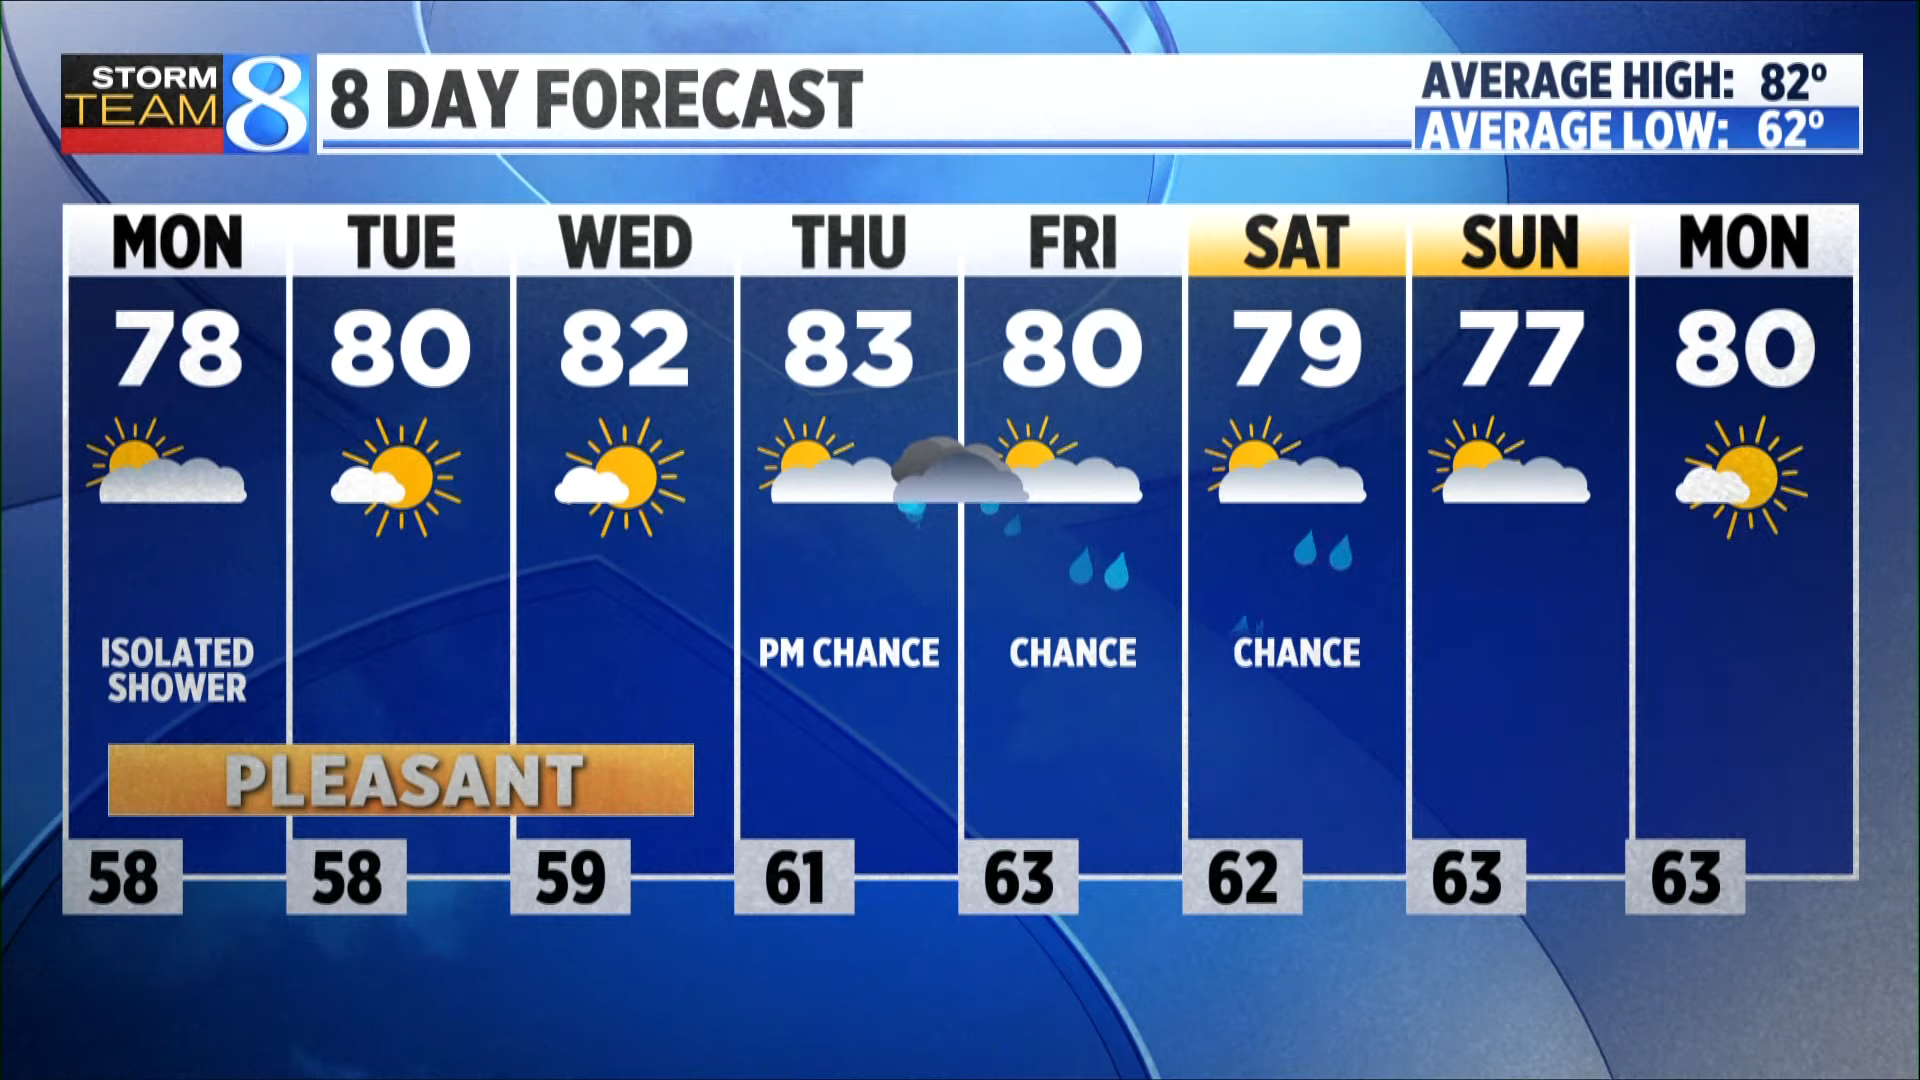 STORM
TEAM 8
8 DAY FORECAST
AVERAGE HIGH: 82º
AVERAGE LOW: 62º
MON TUE WED THU FRI SAT SUN MON
78 80 82 83 80 79 77 80
ISOLATED
SHOWER
PM CHANCE
CHANCE
CHANCE
PLEASANT
58 58 59 61 63 62 63 63